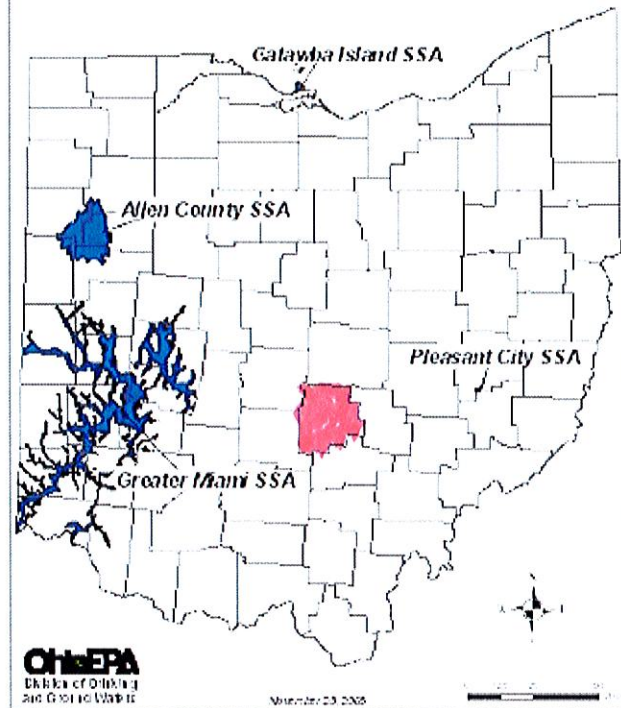 Catawba Island SSA
Allen County SSA
Pleasant City SSA
Greater Miami SSA
OhioEPA
Division of Drinking
and Ground Waters